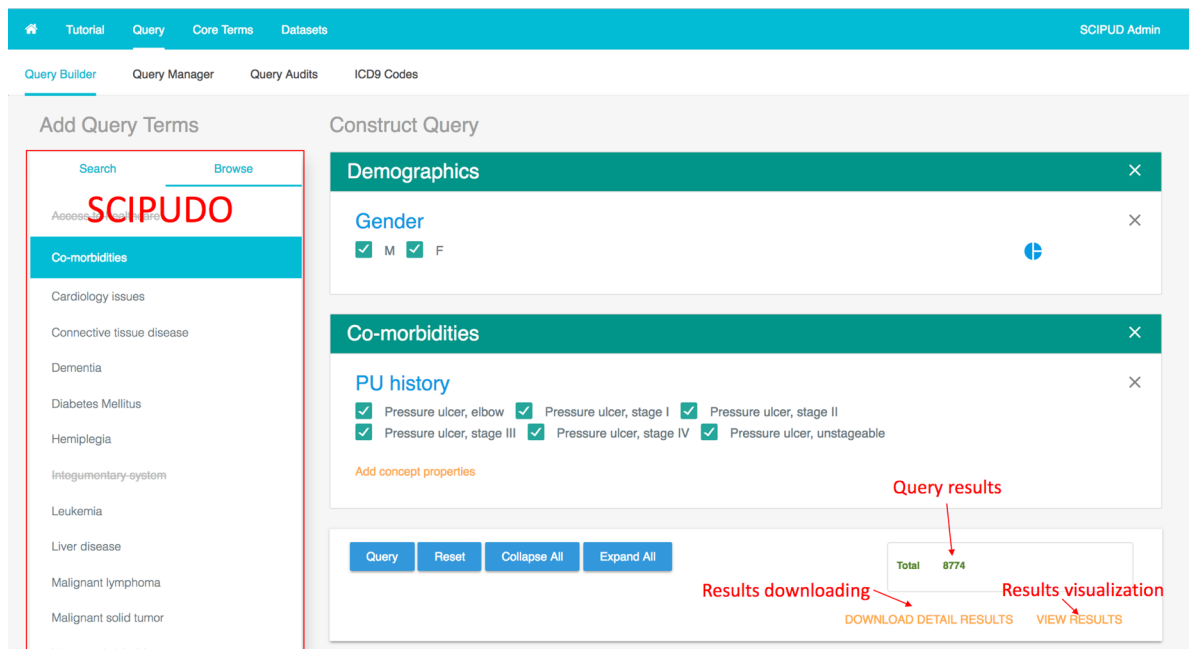 Tutorial Query Core Terms Datasets SCIPUD Admin
Query Builder Query Manager Query Audits ICD9 Codes
Add Query Terms
Search Browse
SCIPUDO
Access to healthcare
Co-morbidities
Cardiology issues
Connective tissue disease
Dementia
Diabetes Mellitus
Hemiplegia
Integumentary system
Leukemia
Liver disease
Malignant lymphoma
Malignant solid tumor
Construct Query
Demographics
Gender
M F
Co-morbidities
PU history
Pressure ulcer, elbow Pressure ulcer, stage I Pressure ulcer, stage II
Pressure ulcer, stage III Pressure ulcer, stage IV Pressure ulcer, unstageable
Add concept properties
Query results
Query Reset Collapse All Expand All
Total 8774
Results downloading Results visualization
DOWNLOAD DETAIL RESULTS VIEW RESULTS